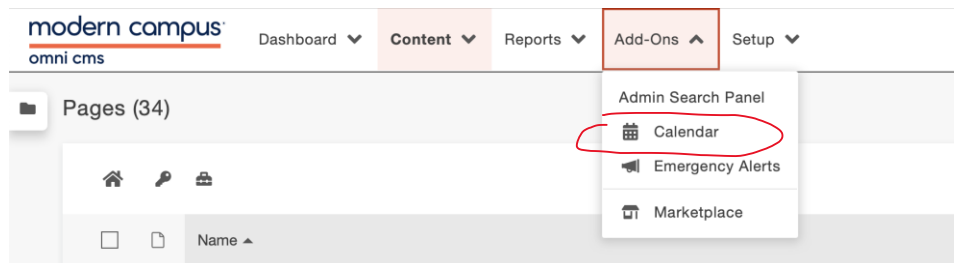 modern campus
omni cms
Dashboard Content Reports Add-Ons Setup
Pages (34)
Admin Search Panel
Calendar
Emergency Alerts
Marketplace
Name